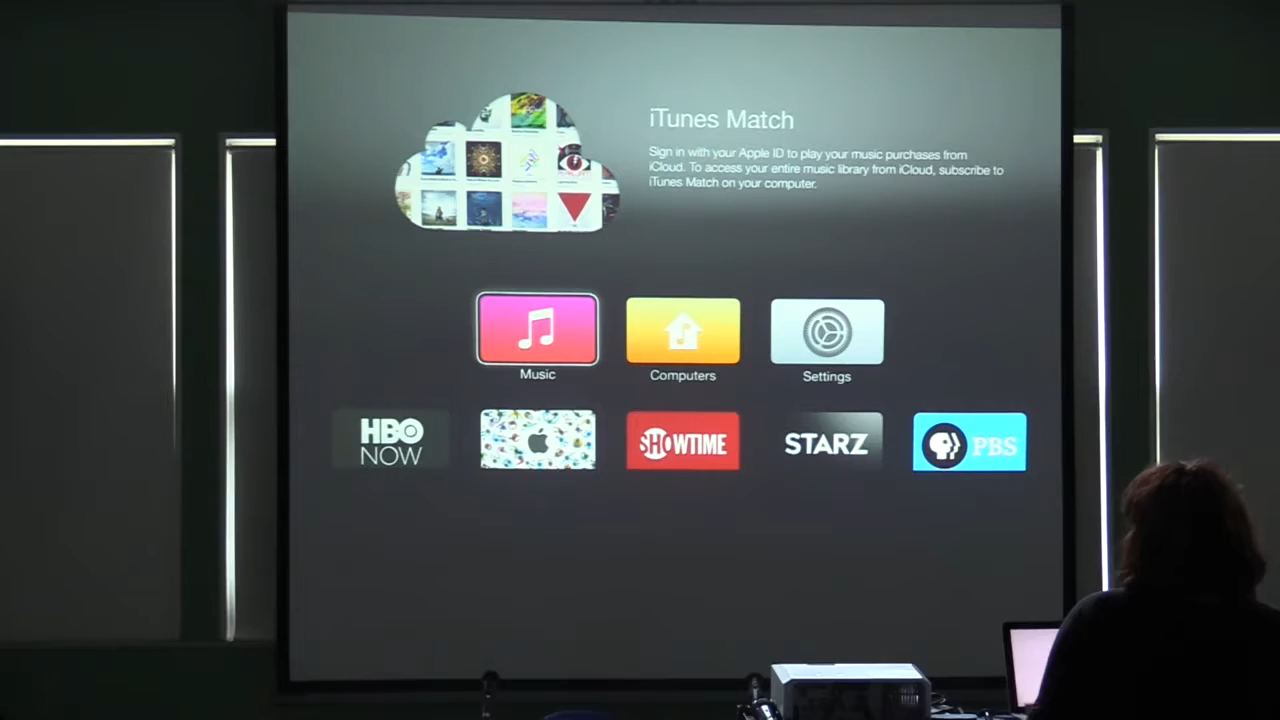 iTunes Match
Sign in with your Apple ID to play your music purchases from
iCloud. To access your entire music library from iCloud, subscribe to
iTunes Match on your computer.
Music
Computers
Settings
HBO
NOW
SHOWTIME
STARZ
PBS